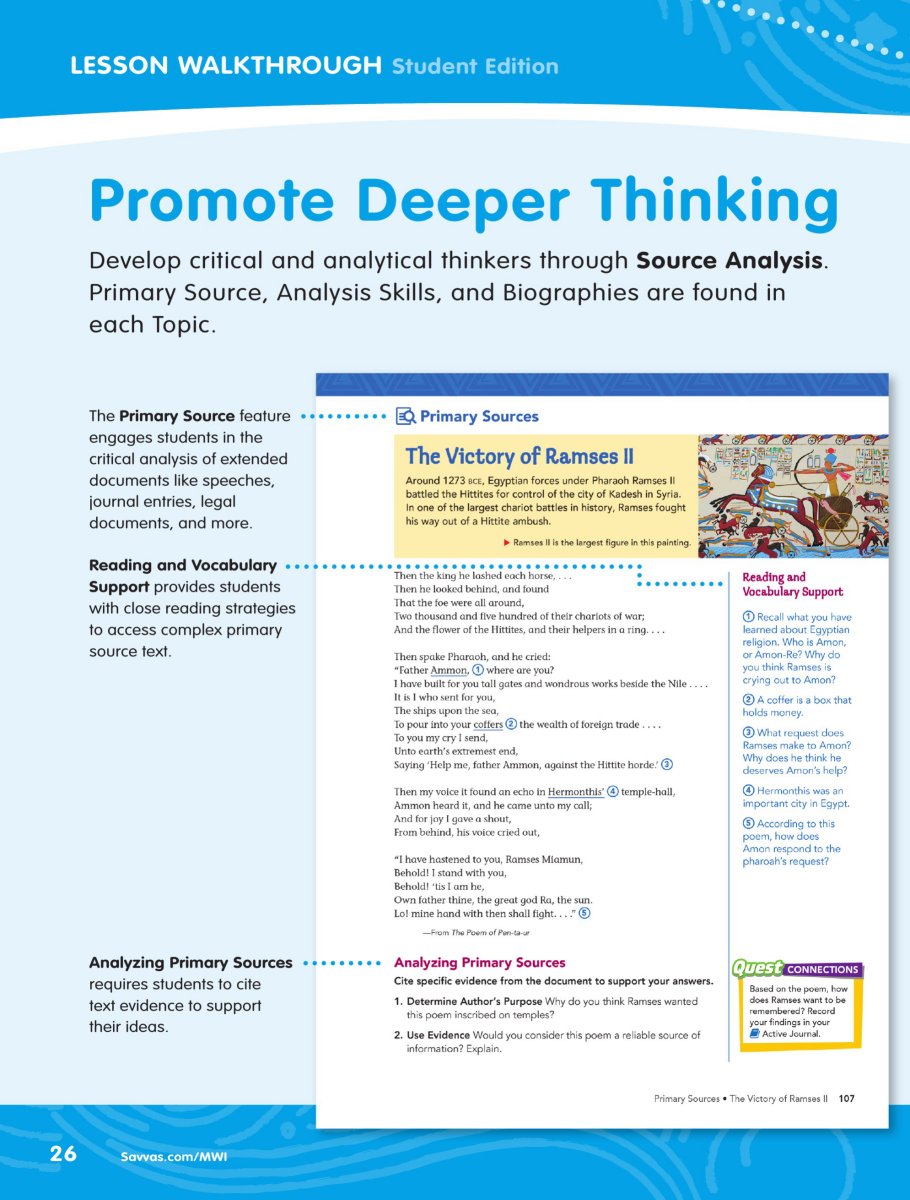 LESSON WALKTHROUGH Student Edition
Promote Deeper Thinking
Develop critical and analytical thinkers through Source Analysis.
Primary Source, Analysis Skills, and Biographies are found in
each Topic.
The Primary Source feature
engages students in the
critical analysis of extended
documents like speeches,
journal entries, legal
documents, and more.
Reading and Vocabulary
Support provides students
with close reading strategies
to access complex primary
source text.
Analyzing Primary Sources
requires students to cite
text evidence to support
their ideas.
Primary Sources
The Victory of Ramses II
Around 1273 BCE, Egyptian forces under Pharaoh Ramses II
battled the Hittites for control of the city of Kadesh in Syria.
In one of the largest chariot battles in history, Ramses fought
his way out of a Hittite ambush.
▶ Ramses II is the largest figure in this painting.
Then the king he lashed each horse, . . .
Then he looked behind, and found
That the foe were all around,
Two thousand and five hundred of their chariots of war;
And the flower of the Hittites, and their helpers in a ring. . . .
Then spake Pharaoh, and he cried:
“Father Ammon, ① where are you?
I have built for you tall gates and wondrous works beside the Nile . . . .
It is I who sent for you,
The ships upon the sea,
To pour into your coffers ② the wealth of foreign trade . . . .
To you my cry I send,
Unto earth’s extremest end,
Saying ‘Help me, father Ammon, against the Hittite horde.’ ③
Then my voice it found an echo in Hermonthis’ ④ temple-hall,
Ammon heard it, and he came unto my call;
And for joy I gave a shout,
From behind, his voice cried out,
“I have hastened to you, Ramses Miamun,
Behold! I stand with you,
Behold! ‘tis I am he,
Own father thine, the great god Ra, the sun.
Lo! mine hand with then shall fight. . . .” ⑤
—From The Poem of Pen-ta-ur
Reading and
Vocabulary Support
① Recall what you have
learned about Egyptian
religion. Who is Amon,
or Amon-Re? Why do
you think Ramses is
crying out to Amon?
② A coffer is a box that
holds money.
③ What request does
Ramses make to Amon?
Why does he think he
deserves Amon’s help?
④ Hermonthis was an
important city in Egypt.
⑤ According to this
poem, how does
Amon respond to the
pharoah’s request?
Analyzing Primary Sources
Cite specific evidence from the document to support your answers.
1. Determine Author’s Purpose Why do you think Ramses wanted
this poem inscribed on temples?
2. Use Evidence Would you consider this poem a reliable source of
information? Explain.
Quest CONNECTIONS
Based on the poem, how
does Ramses want to be
remembered? Record
your findings in your
Active Journal.
Primary Sources • The Victory of Ramses II 107
26 Savvas.com/MWI